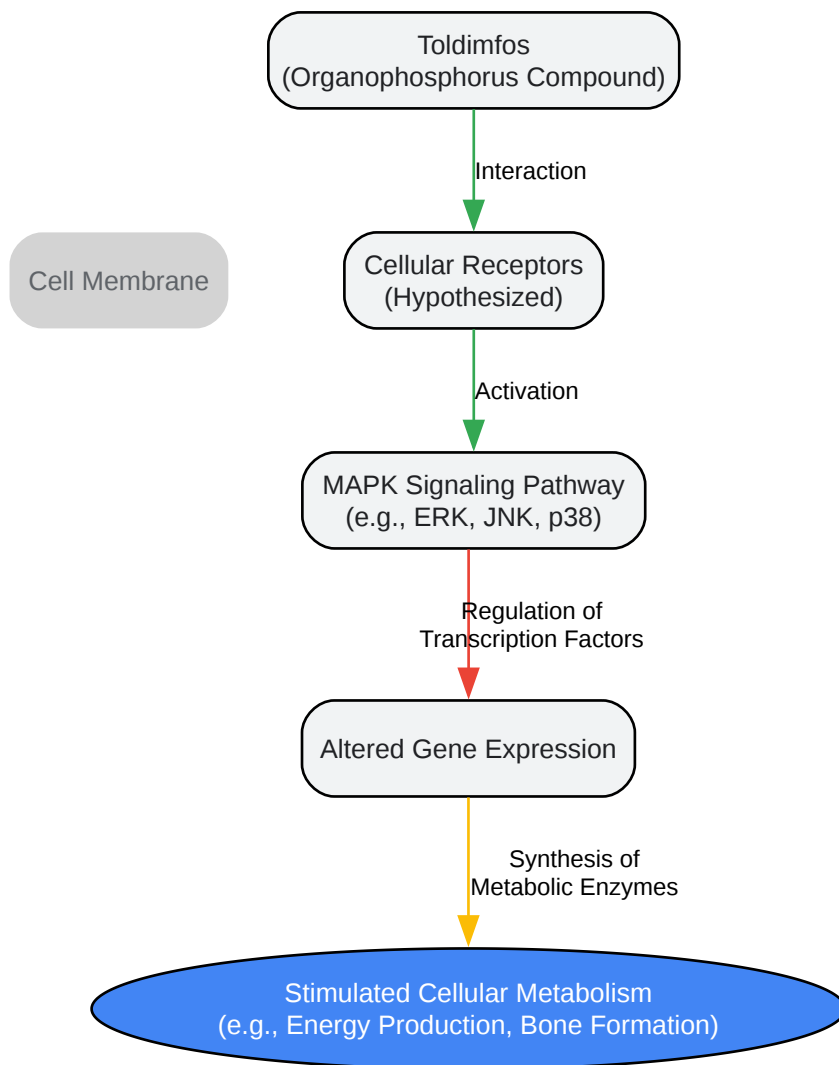 Toldimfos
(Organophosphorus Compound)
Interaction
Cell Membrane
Cellular Receptors
(Hypothesized)
Activation
MAPK Signaling Pathway
(e.g., ERK, JNK, p38)
Regulation of
Transcription Factors
Altered Gene Expression
Synthesis of
Metabolic Enzymes
Stimulated Cellular Metabolism
(e.g., Energy Production, Bone Formation)